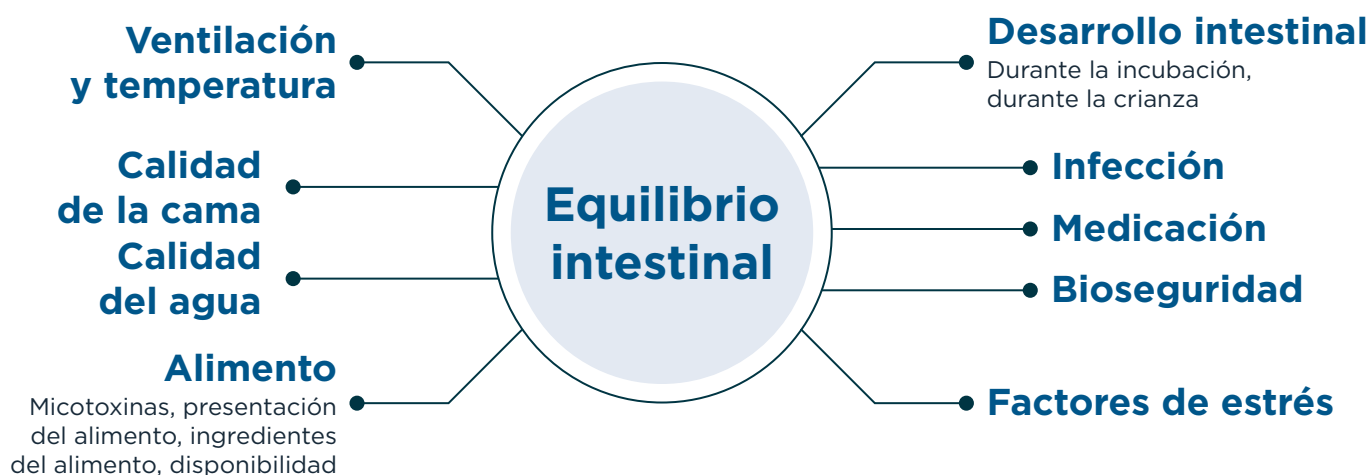 Ventilación
y temperatura
Calidad
de la cama
Calidad
del agua
Alimento
Micotoxinas, presentación
del alimento, ingredientes
del alimento, disponibilidad
Equilibrio
intestinal
Desarrollo intestinal
Durante la incubación,
durante la crianza
Infección
Medicación
Bioseguridad
Factores de estrés